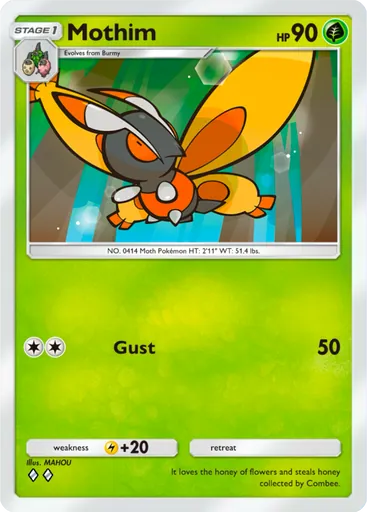 STAGE 1
Mothim
HP 90
Evolves from Burmy
NO. 0414 Moth Pokémon HT: 2'11" WT: 51.4 lbs.
Gust 50
weakness +20 retreat
Illus. MAHOU
It loves the honey of flowers and steals honey
collected by Combee.